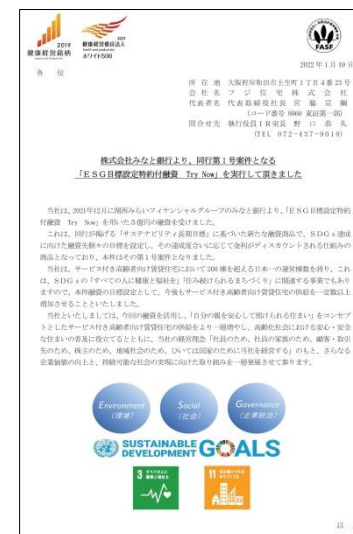 2019
健康経営銘柄
健康経営優良法人
ホワイト500
FASF
2022年1月19日
各 位
所在地 大阪府岸和田市土生町1丁目4番23号
会社名 フジ住宅株式会社
代表者名 代表取締役社長 宮脇宣綱
(コード番号 8860 東証第一部)
問合せ先 執行役員IR室長
(TEL 072-437-9010)
株式会社みなと銀行より、同行第1号案件となる
「ESG目標設定特約付融資 Try Now」を実行して頂きました
当社は、2021年12月に関西みらいフィナンシャルグループのみなと銀行より、「ESG目標設定特約
付融資 Try Now」を用いた5億円の融資を受けました。
これは、同行が掲げる「サステナビリティ長期目標」に基づいた新たな融資商品で、SDGs達成
に向けた融資先個々の目標を設定し、その達成度合いに応じて金利がディスカウントされる仕組みの
商品となっており、本件はその第1号案件となりました。
当社は、サービス付き高齢者向け賃貸住宅において200棟を超える日本一の運営棟数を誇り、これ
は、SDGsの「すべての人に健康と福祉を」「住み続けられるまちづくり」に関連する事業でもあり
ますので、本件融資の目標設定として、今後もサービス付き高齢者向け賃貸住宅の供給を一定数以上
増加させることといたしました。
当社といたしましては、今回の融資を活用し、「自分の親を安心して預けられる住まい」をコンセプ
トとしたサービス付き高齢者向け賃貸住宅の供給をより一層増やし、高齢化社会における安心・安全
な住まいの普及に役立てるとともに、当社の経営理念「社員のため、社員の家族のため、顧客・取引
先のため、株主のため、地域社会のため、ひいては国家のために当社を経営する」のもと、さらなる
企業価値の向上と、持続可能な社会の実現に向けた取り組みを一層発展させて参ります。
Environment
(環境)
Social
(社会)
Governance
(企業統治)
SUSTAINABLE
DEVELOPMENT GOALS
3 すべての人に
健康と福祉を
11 住み続けられる
まちづくりを
以